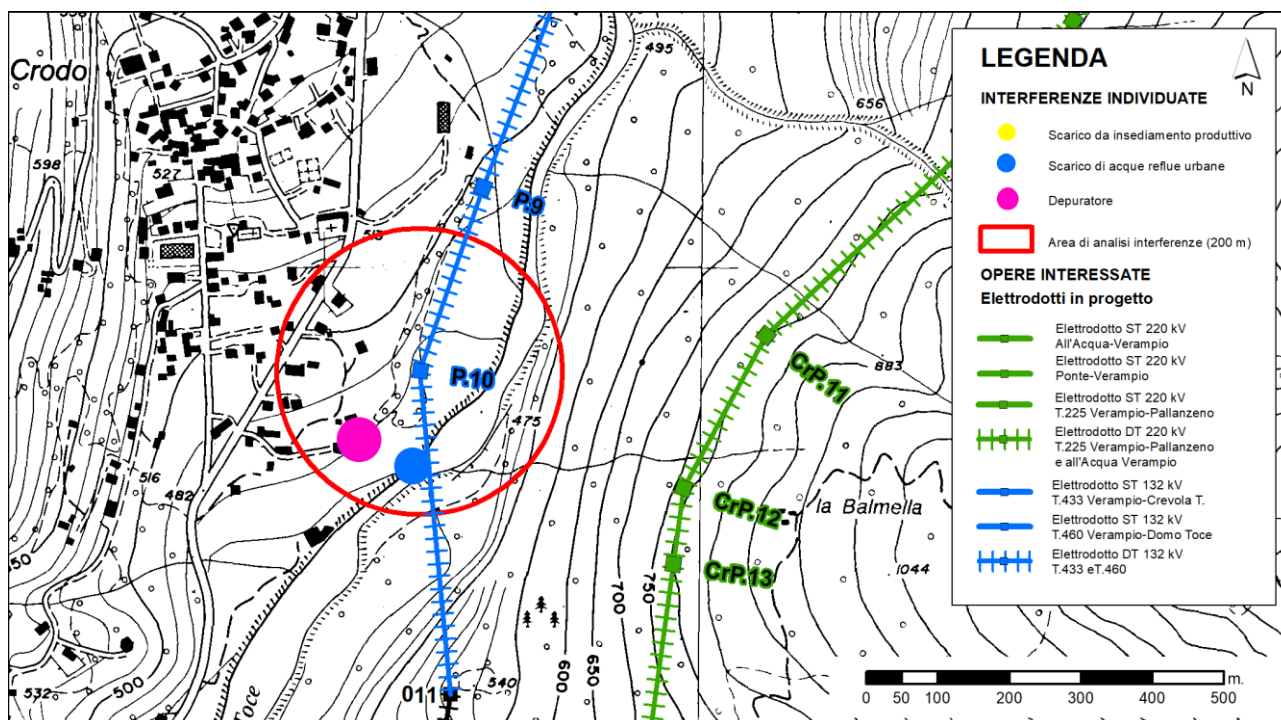 Crodo
598
527
518
495
656
P.9
P.10
475
516
482
532
500
Toce
011
540
600
650
700
750
CrP.11
883
CrP.12
la Balmella
CrP.13
1044
LEGENDA
N
INTERFERENZE INDIVIDUATE
Scarico da insediamento produttivo
Scarico di acque reflue urbane
Depuratore
Area di analisi interferenze (200 m)
OPERE INTERESSATE
Elettrodotti in progetto
Elettrodotto ST 220 kV
All'Acqua-Verampio
Elettrodotto ST 220 kV
Ponte-Verampio
Elettrodotto ST 220 kV
T.225 Verampio-Pallanzeno
Elettrodotto DT 220 kV
T.225 Verampio-Pallanzeno
e all'Acqua Verampio
Elettrodotto ST 132 kV
T.433 Verampio-Crevola T.
Elettrodotto ST 132 kV
T.460 Verampio-Domo Toce
Elettrodotto DT 132 kV
T.433 eT.460
m.
0 50 100 200 300 400 500